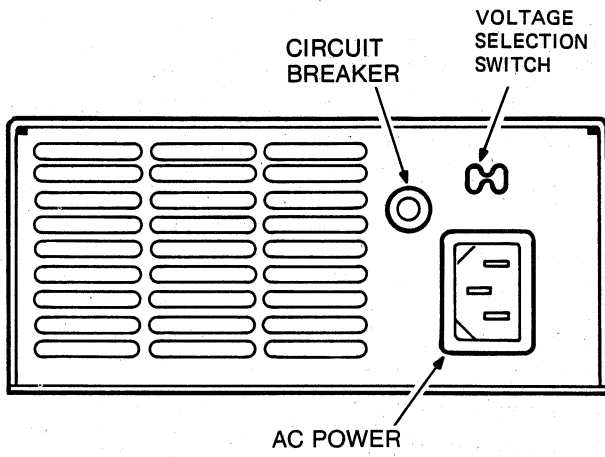 VOLTAGE
SELECTION
SWITCH
CIRCUIT
BREAKER
AC POWER